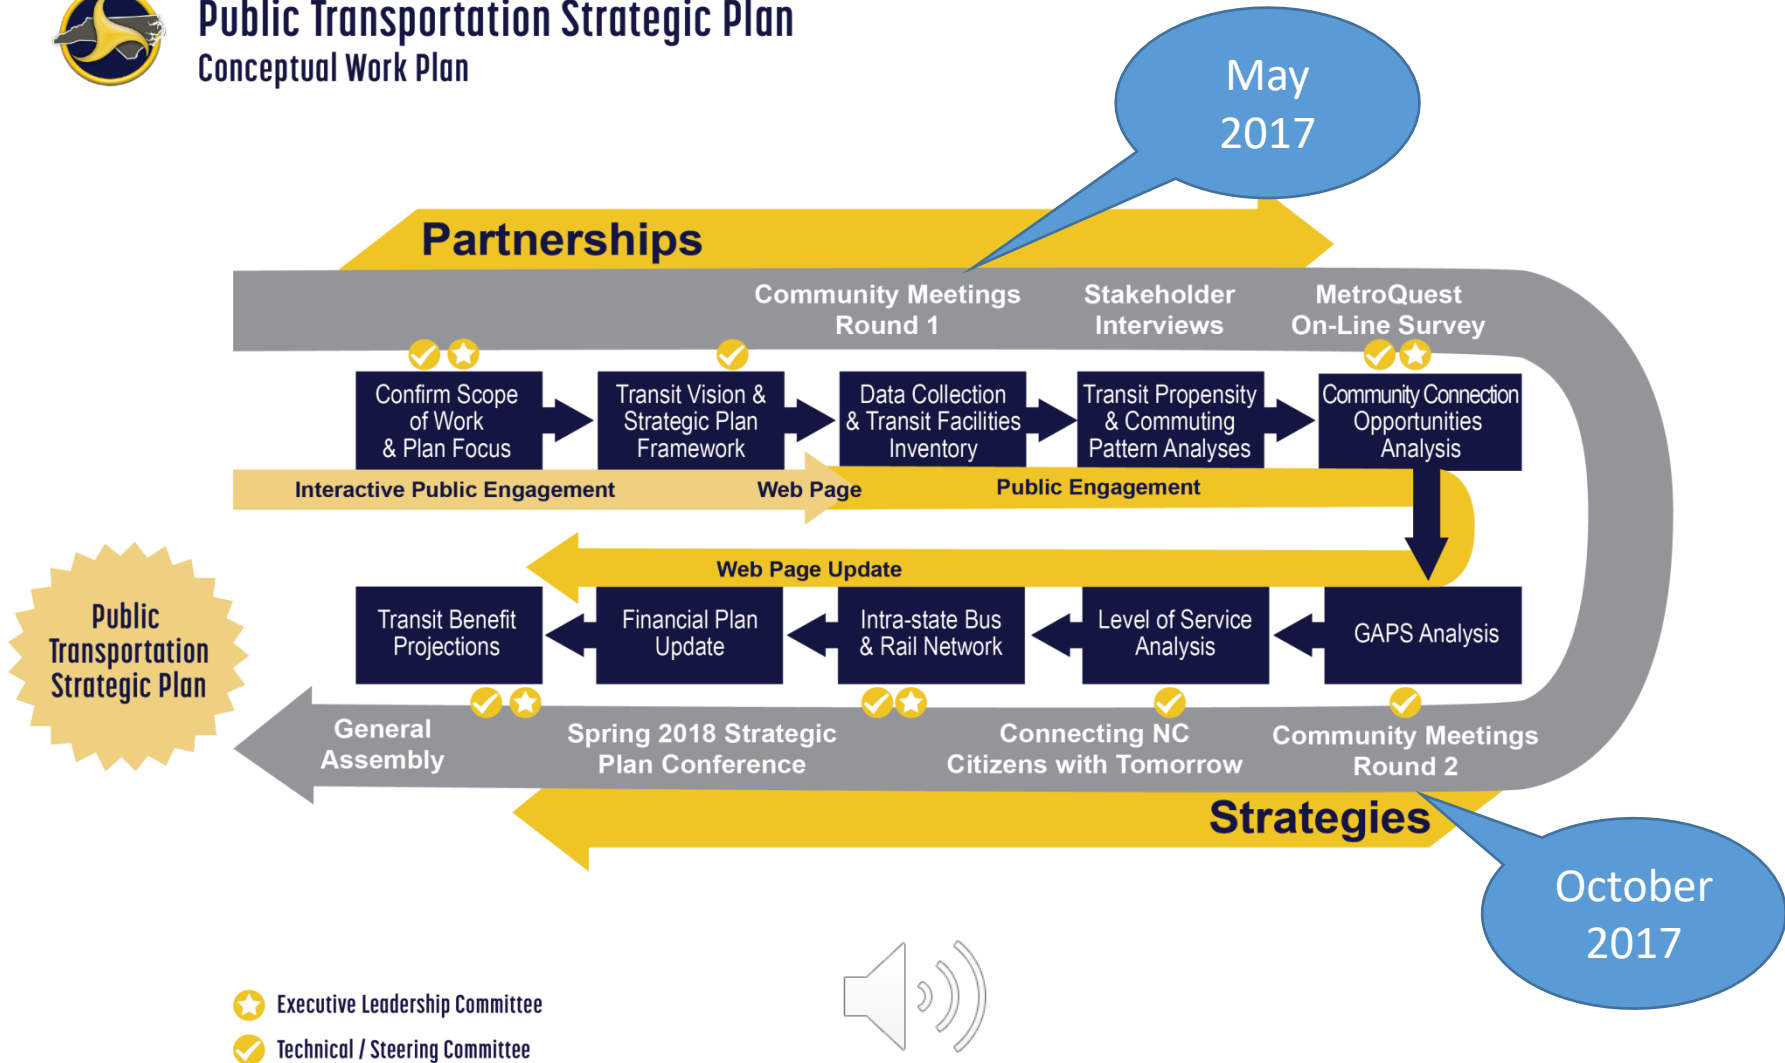 Public Transportation Strategic Plan
Conceptual Work Plan
May
2017
Partnerships
Community Meetings
Round 1
Stakeholder
Interviews
MetroQuest
On-Line Survey
Confirm Scope
of Work
& Plan Focus
Transit Vision &
Strategic Plan
Framework
Data Collection
& Transit Facilities
Inventory
Transit Propensity
& Commuting
Pattern Analyses
Community Connection
Opportunities
Analysis
Interactive Public Engagement
Web Page
Public Engagement
Web Page Update
Public
Transportation
Strategic Plan
Transit Benefit
Projections
Financial Plan
Update
Intra-state Bus
& Rail Network
Level of Service
Analysis
GAPS Analysis
General
Assembly
Spring 2018 Strategic
Plan Conference
Connecting NC
Citizens with Tomorrow
Community Meetings
Round 2
Strategies
October
2017
Executive Leadership Committee
Technical / Steering Committee